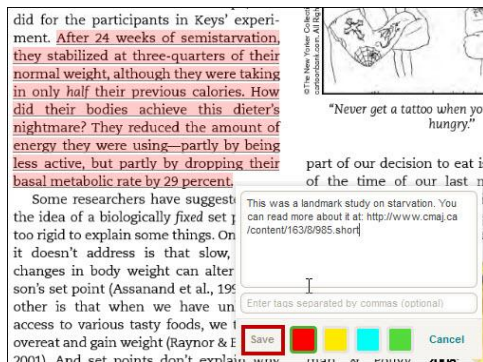 did for the participants in Keys' experi-
ment. After 24 weeks of semistarvation,
they stabilized at three-quarters of their
normal weight, although they were taking
in only half their previous calories. How
did their bodies achieve this dieter's
nightmare? They reduced the amount of
energy they were using—partly by being
less active, but partly by dropping their
basal metabolic rate by 29 percent.
Some researchers have
the idea of a biologically fixed set
too rigid to explain some things. On
it doesn't address is that slow,
changes in body weight can alter
son's set point (Assanand et al., 199
other is that when we have un
access to various tasty foods, we t
overeat and gain weight (Raynor & E
2001). And set points don't explain why
©The New Yorker
cartoonbank.com. All
"Never get a tattoo when yo
hungry."
part of our decision to eat is
of the time of our last
This was a landmark study on starvation. You
can read more about it at: http://www.cmaj.ca
/content/163/8/985.short
Enter tags separated by commas (optional)
Save
Cancel